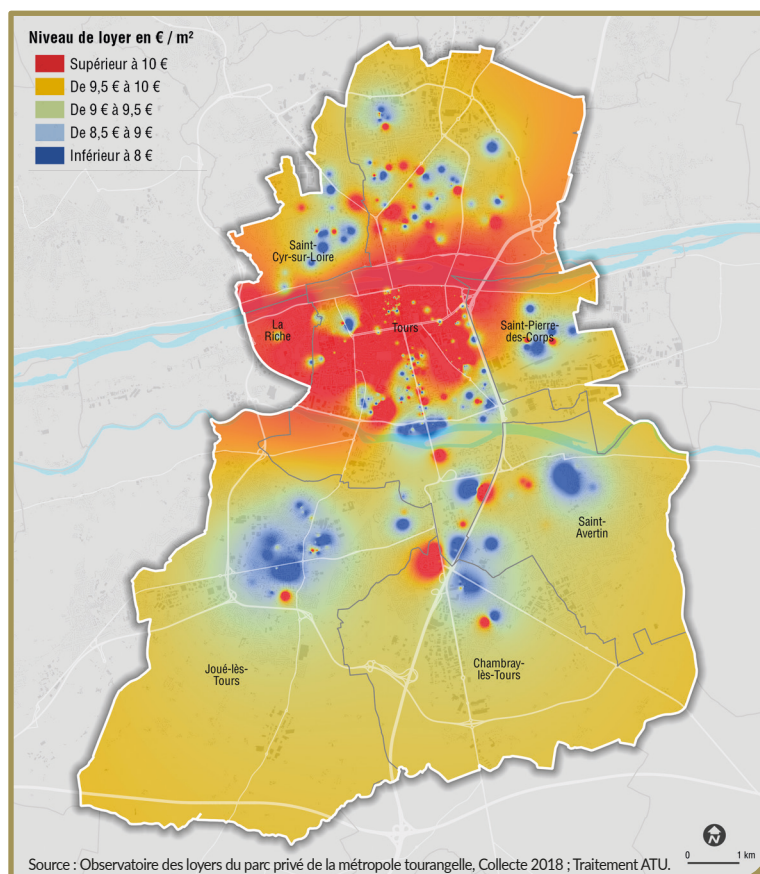 Niveau de loyer en € / m²
Supérieur à 10 €
De 9,5 € à 10 €
De 9 € à 9,5 €
De 8,5 € à 9 €
Inférieur à 8 €
Saint-
Cyr-sur-Loire
La
Riche
Tours
Saint-Pierre-
des-Corps
Saint-
Avertin
Joué-lès-
Tours
Chambray-
lès-Tours
N
0 1 km
Source : Observatoire des loyers du parc privé de la métropole tourangelle, Collecte 2018 ; Traitement ATU.